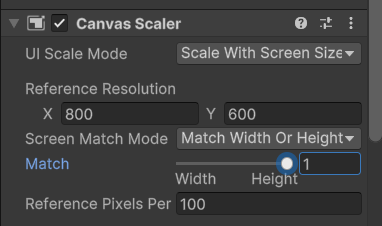 Canvas Scaler
UI Scale Mode Scale With Screen Size
Reference Resolution
X 800 Y 600
Screen Match Mode Match Width Or Height
Match 1
Width Height
Reference Pixels Per 100